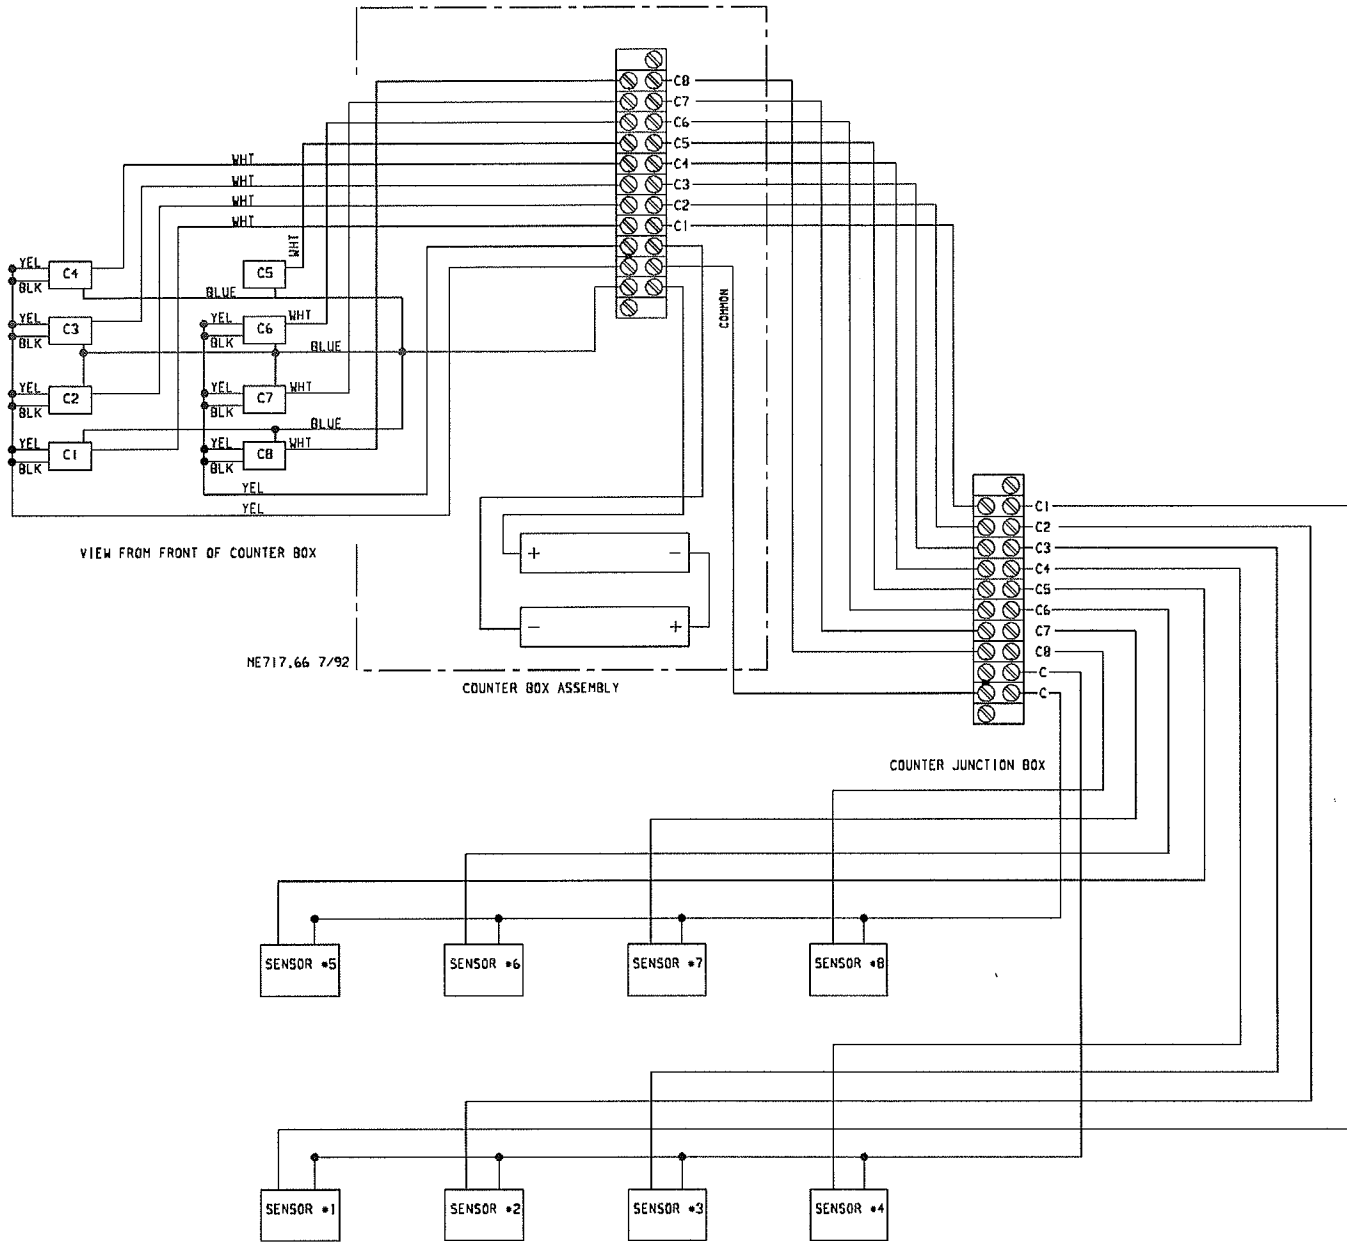 C8
C7
C6
C5
C4
C3
C2
C1
WHT
WHT
WHT
WHT
WHT
YEL C4
BLK
C5
BLUE
YEL C3
BLK
YEL C6 WHT
BLK
BLUE
YEL C2
BLK
YEL C7 WHT
BLK
BLUE
YEL C1
BLK
YEL C8 WHT
BLK
YEL
YEL
COMMON
VIEW FROM FRONT OF COUNTER BOX
+ -
- +
NE717.66 7/92
COUNTER BOX ASSEMBLY
C1
C2
C3
C4
C5
C6
C7
C8
C
C
COUNTER JUNCTION BOX
SENSOR #5
SENSOR #6
SENSOR #7
SENSOR #8
SENSOR #1
SENSOR #2
SENSOR #3
SENSOR #4